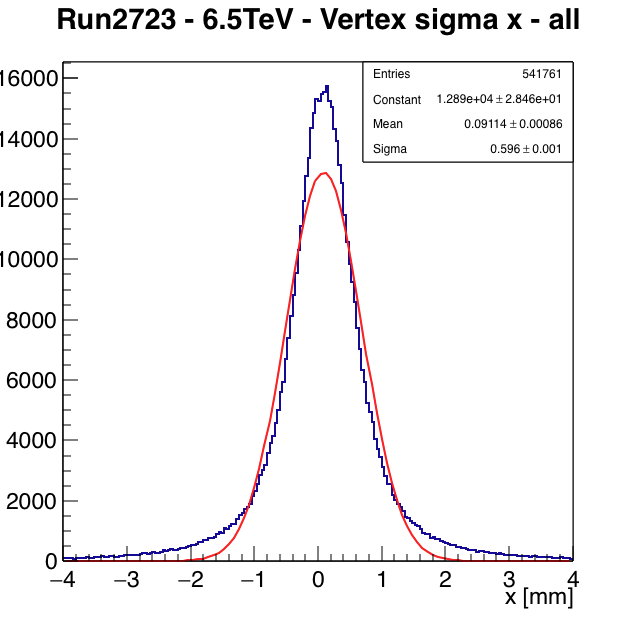 Run2723 - 6.5TeV - Vertex sigma x - all
Entries 541761
Constant 1.289e+04 ± 2.846e+01
Mean 0.09114 ± 0.00086
Sigma 0.596 ± 0.001
16000
14000
12000
10000
8000
6000
4000
2000
0
−4 −3 −2 −1 0 1 2 3 4
x [mm]